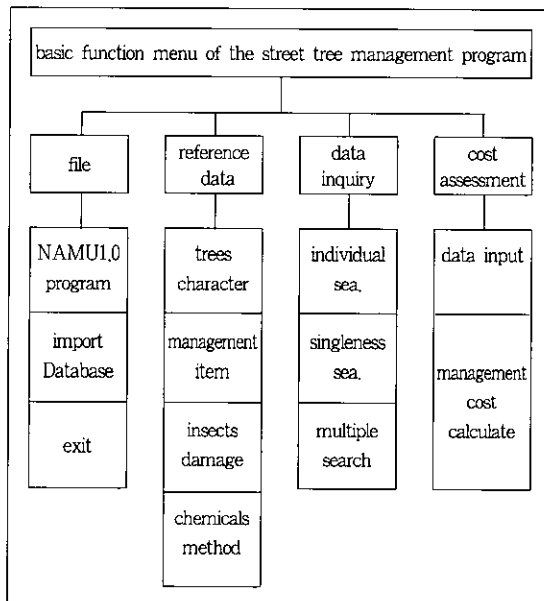 basic function menu of the street tree management program
file
reference
data
data
inquiry
cost
assessment
NAMU1.0
program
import
Database
exit
trees
character
management
item
insects
damage
chemicals
method
individual
sea.
singleness
sea.
multiple
search
data input
management
cost
calculate